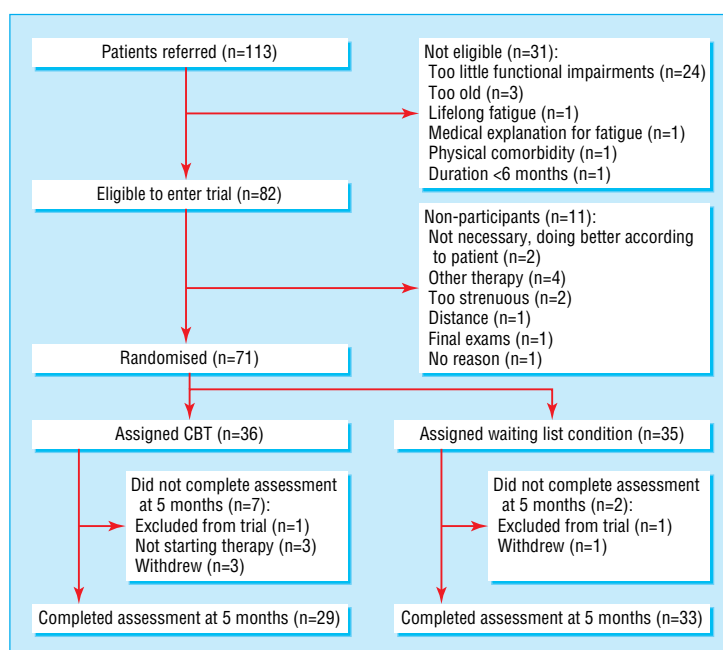 Patients referred (n=113)
Not eligible (n=31):
Too little functional impairments (n=24)
Too old (n=3)
Lifelong fatigue (n=1)
Medical explanation for fatigue (n=1)
Physical comorbidity (n=1)
Duration <6 months (n=1)
Eligible to enter trial (n=82)
Non-participants (n=11):
Not necessary, doing better according
to patient (n=2)
Other therapy (n=4)
Too strenuous (n=2)
Distance (n=1)
Final exams (n=1)
No reason (n=1)
Randomised (n=71)
Assigned CBT (n=36)
Assigned waiting list condition (n=35)
Did not complete assessment
at 5 months (n=7):
Excluded from trial (n=1)
Not starting therapy (n=3)
Withdrew (n=3)
Did not complete assessment
at 5 months (n=2):
Excluded from trial (n=1)
Withdrew (n=1)
Completed assessment at 5 months (n=29)
Completed assessment at 5 months (n=33)